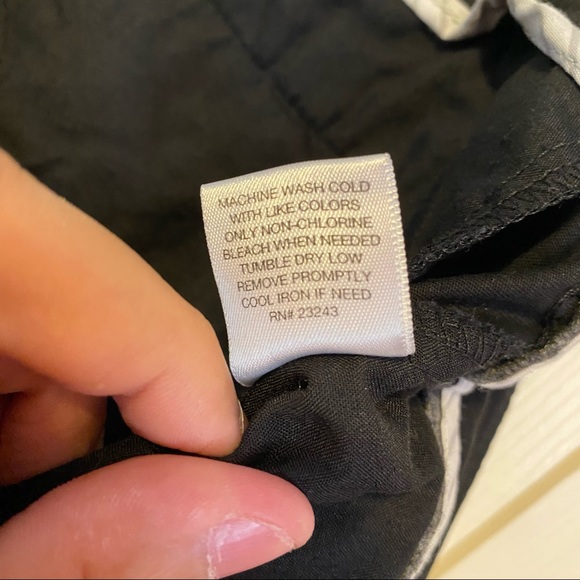 MACHINE WASH COLD
WITH LIKE COLORS
ONLY NON-CHLORINE
BLEACH WHEN NEEDED
TUMBLE DRY LOW
REMOVE PROMPTLY
COOL IRON IF NEED
RN# 23243